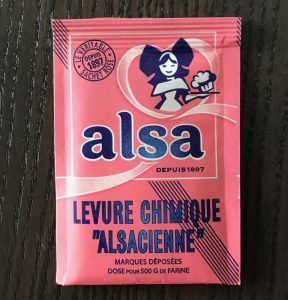 LE VÉRITABLE
DEPUIS
1897
SACHET ROSE
alsa
DEPUIS 1897
LEVURE CHIMIQUE
"ALSACIENNE"
MARQUES DÉPOSÉES
DOSE POUR 500 G DE FARINE